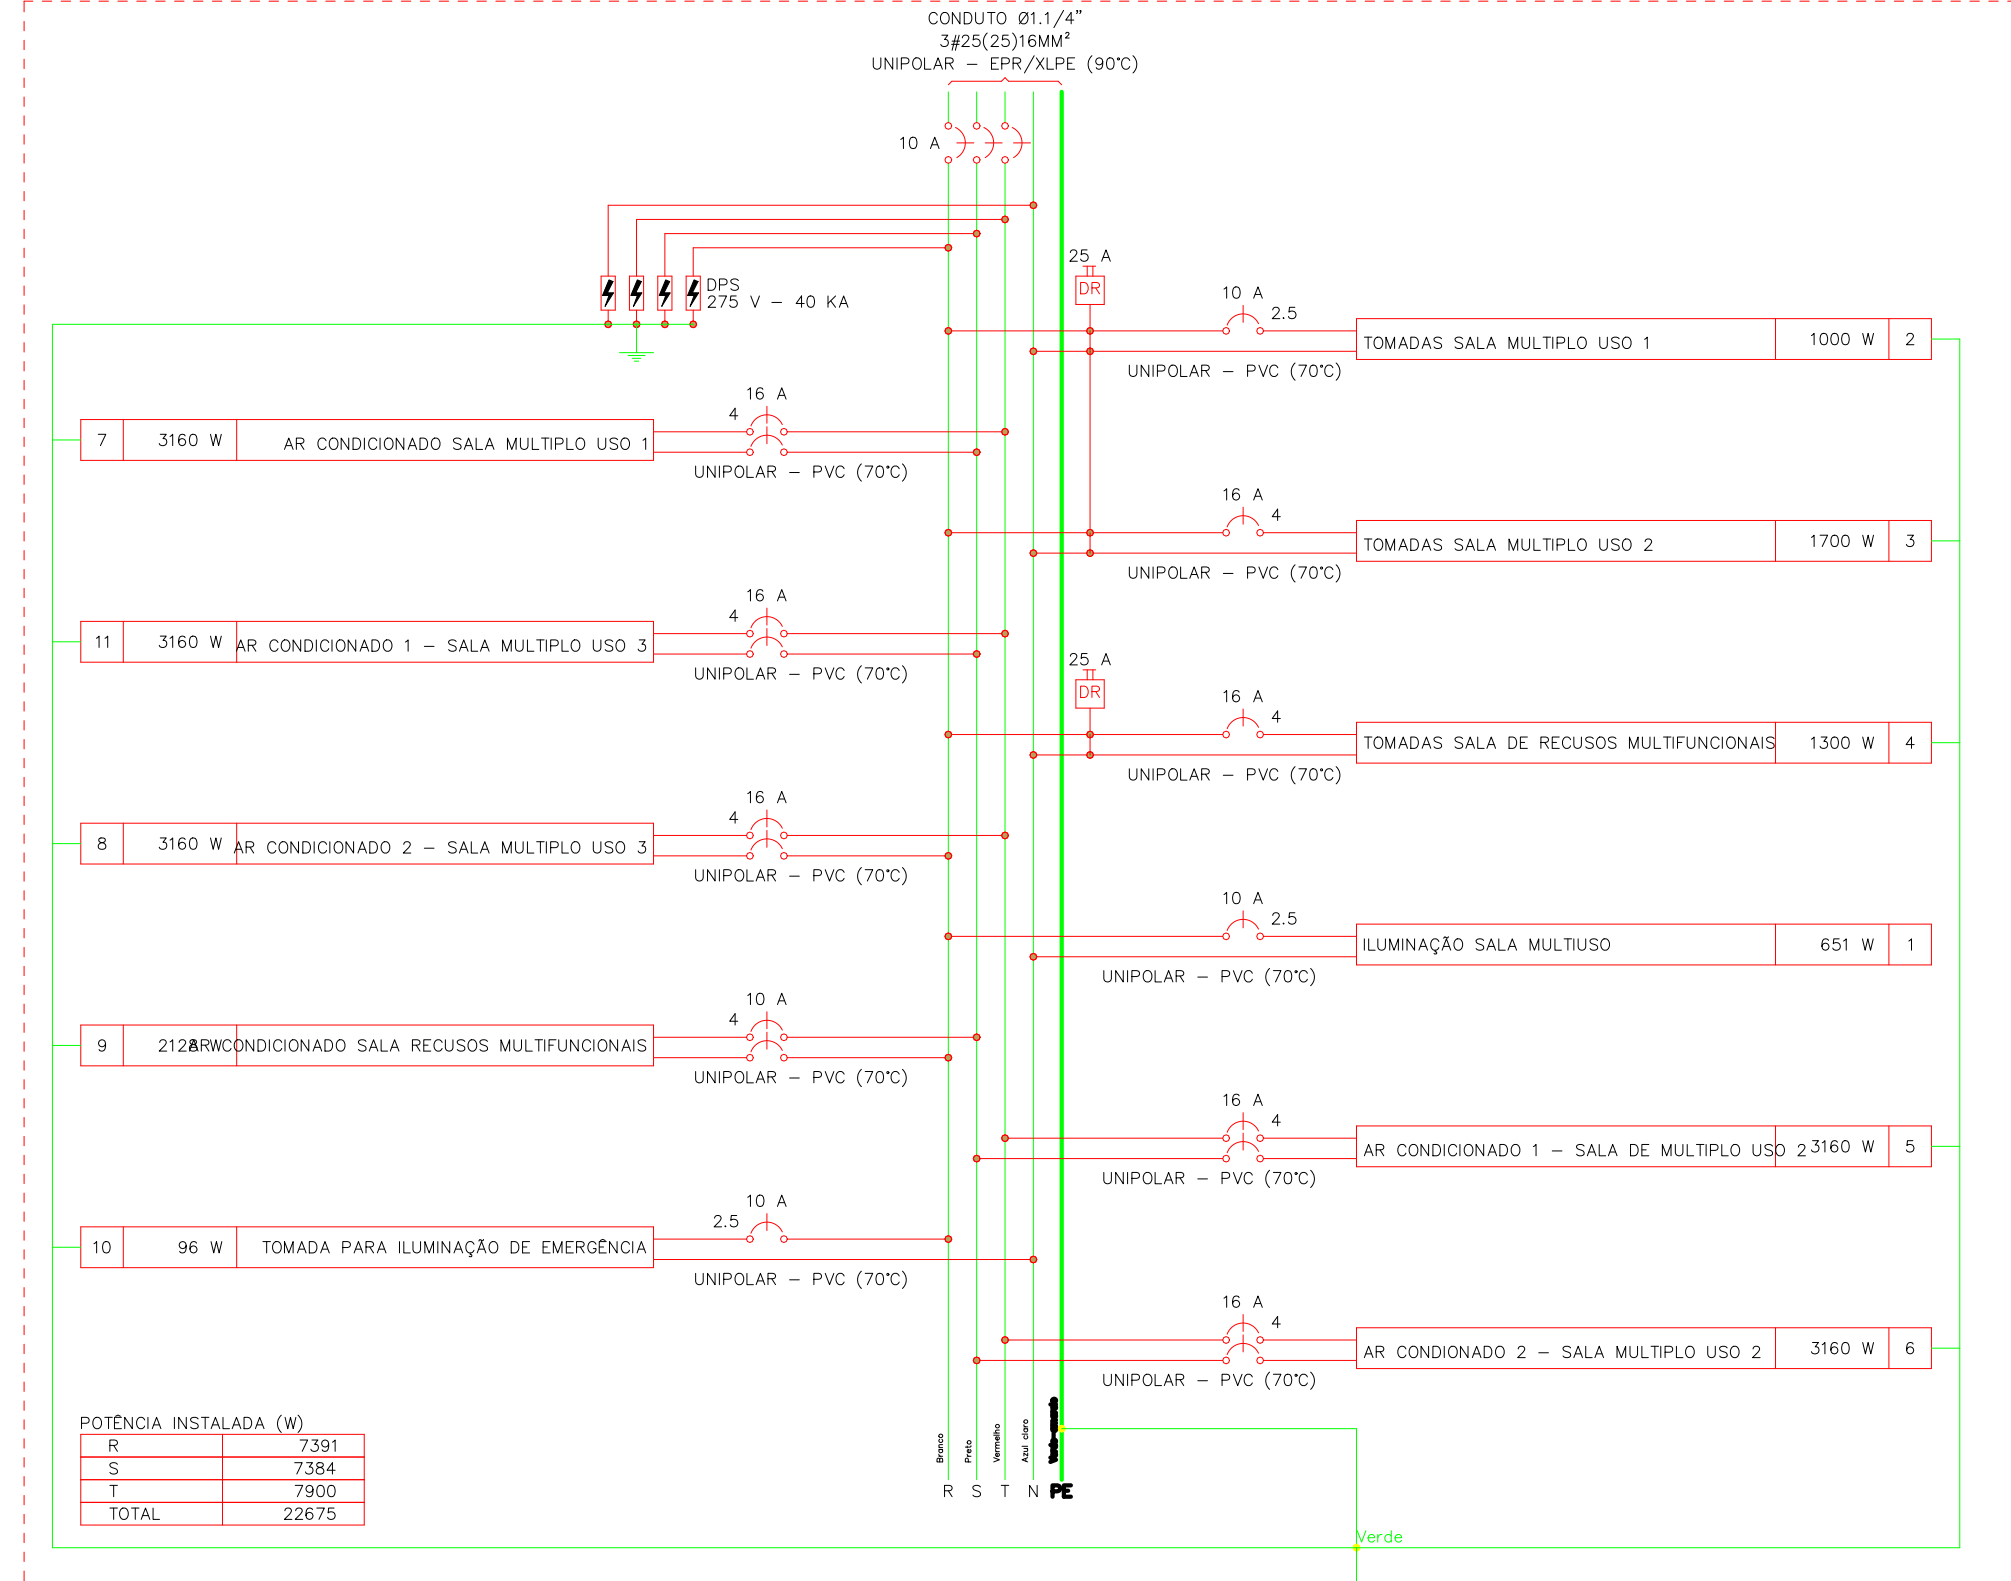 CONDUTO Ø1.1/4"
3#25(25)16MM²
UNIPOLAR – EPR/XLPE (90°C)
10 A
DPS
275 V – 40 KA
25 A
DR
10 A
2.5
TOMADAS SALA MULTIPLO USO 1 1000 W 2
UNIPOLAR – PVC (70°C)
16 A
4
7 3160 W AR CONDICIONADO SALA MULTIPLO USO 1
UNIPOLAR – PVC (70°C)
16 A
4
TOMADAS SALA MULTIPLO USO 2 1700 W 3
UNIPOLAR – PVC (70°C)
16 A
4
11 3160 W AR CONDICIONADO 1 – SALA MULTIPLO USO 3
UNIPOLAR – PVC (70°C)
25 A
DR
16 A
4
TOMADAS SALA DE RECUSOS MULTIFUNCIONAIS 1300 W 4
UNIPOLAR – PVC (70°C)
16 A
4
8 3160 W AR CONDICIONADO 2 – SALA MULTIPLO USO 3
UNIPOLAR – PVC (70°C)
10 A
2.5
ILUMINAÇÃO SALA MULTIUSO 651 W 1
UNIPOLAR – PVC (70°C)
10 A
4
9 2128 W AR CONDICIONADO SALA RECUSOS MULTIFUNCIONAIS
UNIPOLAR – PVC (70°C)
16 A
4
AR CONDICIONADO 1 – SALA DE MULTIPLO USO 2 3160 W 5
UNIPOLAR – PVC (70°C)
10 A
2.5
10 96 W TOMADA PARA ILUMINAÇÃO DE EMERGÊNCIA
UNIPOLAR – PVC (70°C)
16 A
4
AR CONDIONADO 2 – SALA MULTIPLO USO 2 3160 W 6
UNIPOLAR – PVC (70°C)
POTÊNCIA INSTALADA (W)
R 7391
S 7384
T 7900
TOTAL 22675
Branco
Preto
Vermelho
Azul claro
R S T N PE
Verde